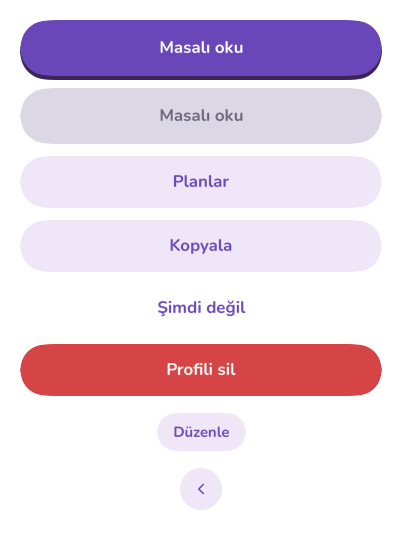 Masalı oku
Masalı oku
Planlar
Kopyala
Şimdi değil
Profili sil
Düzenle